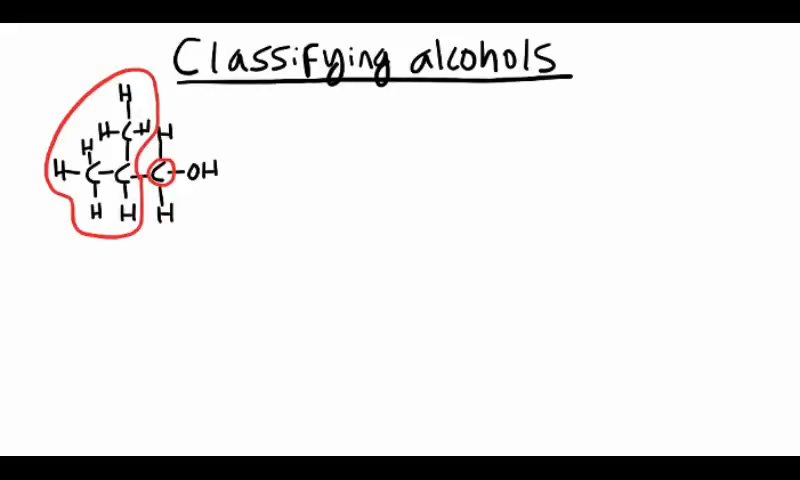 Classifying alcohols
H
H-C-H H
H
H-C-C-C-OH
H H H